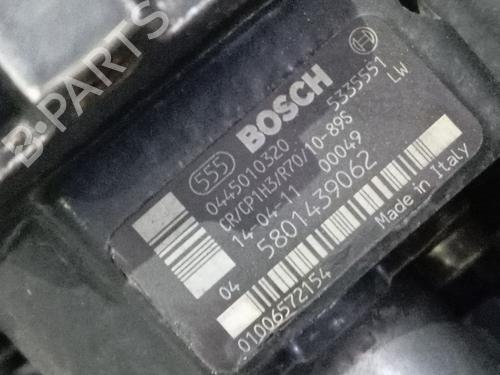 B-PARTS
555 BOSCH
0445010320 5335551
CR/CP1H3/R70/10-89S LW
14-04-11 00049
5801439062
04 Made in Italy
01006572154